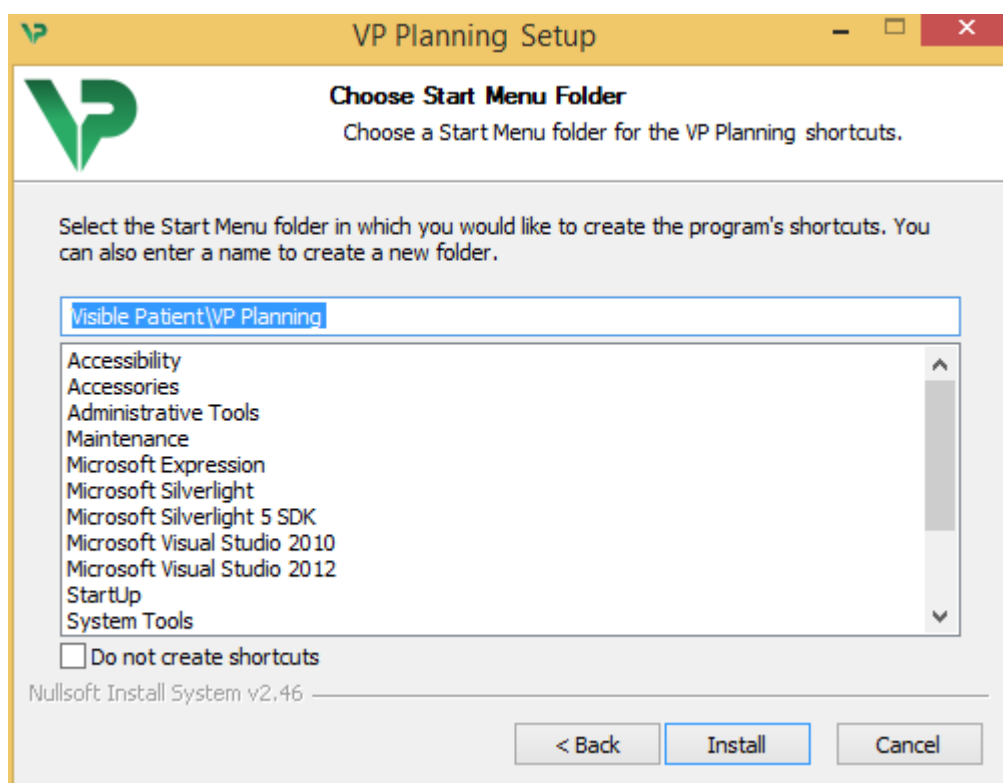 VP Planning Setup
Choose Start Menu Folder
Choose a Start Menu folder for the VP Planning shortcuts.
Select the Start Menu folder in which you would like to create the program's shortcuts. You
can also enter a name to create a new folder.
Visible Patient\VP Planning
Accessibility
Accessories
Administrative Tools
Maintenance
Microsoft Expression
Microsoft Silverlight
Microsoft Silverlight 5 SDK
Microsoft Visual Studio 2010
Microsoft Visual Studio 2012
StartUp
System Tools
Do not create shortcuts
Nullsoft Install System v2.46
< Back Install Cancel